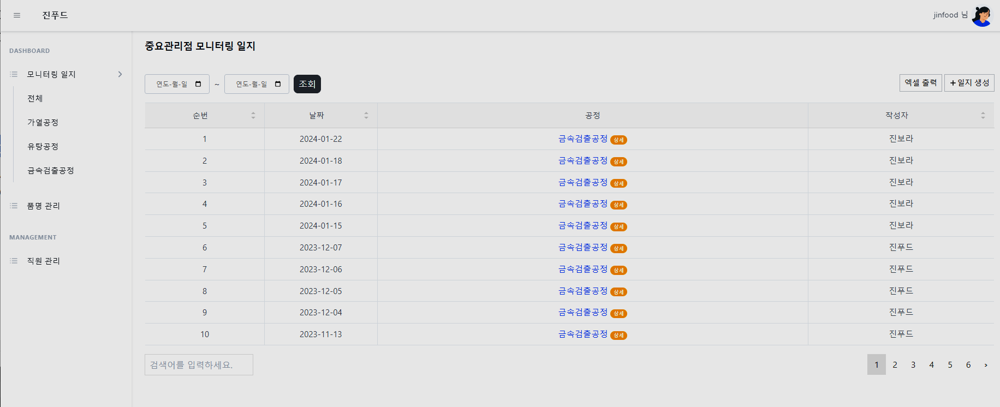 진푸드
jinfood 님
DASHBOARD
모니터링 일지
전체
가열공정
유탕공정
금속검출공정
품명 관리
MANAGEMENT
직원 관리
중요관리점 모니터링 일지
연도-월-일 ~ 연도-월-일 조회 엑셀 출력 +일지 생성
순번 날짜 공정 작성자
1 2024-01-22 금속검출공정 상세 진보라
2 2024-01-18 금속검출공정 상세 진보라
3 2024-01-17 금속검출공정 상세 진보라
4 2024-01-16 금속검출공정 상세 진보라
5 2024-01-15 금속검출공정 상세 진보라
6 2023-12-07 금속검출공정 상세 진푸드
7 2023-12-06 금속검출공정 상세 진푸드
8 2023-12-05 금속검출공정 상세 진푸드
9 2023-12-04 금속검출공정 상세 진푸드
10 2023-11-13 금속검출공정 상세 진푸드
검색어를 입력하세요.
1 2 3 4 5 6 ›